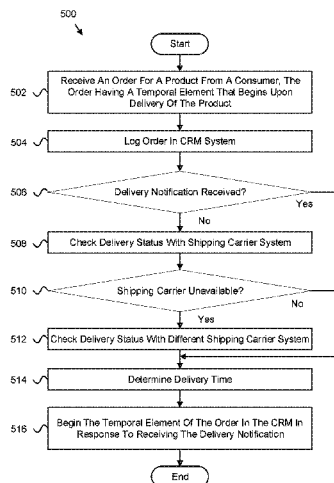 500
Start
502
Receive An Order For A Product From A Consumer, The
Order Having A Temporal Element That Begins Upon
Delivery Of The Product
504
Log Order In CRM System
506
Delivery Notification Received?
Yes
No
508
Check Delivery Status With Shipping Carrier System
510
Shipping Carrier Unavailable?
No
Yes
512
Check Delivery Status With Different Shipping Carrier System
514
Determine Delivery Time
516
Begin The Temporal Element Of The Order In The CRM In
Response To Receiving The Delivery Notification
End